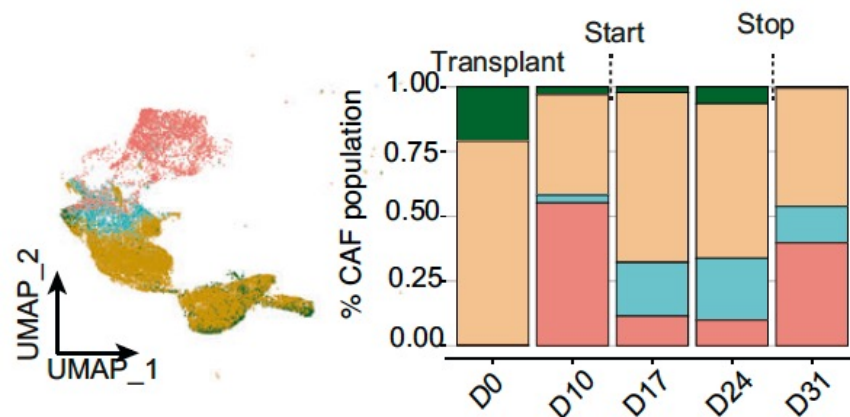 Start
Stop
Transplant
1.00
0.75
0.50
0.25
0.00
% CAF population
UMAP_2
UMAP_1
D0
D10
D17
D24
D31